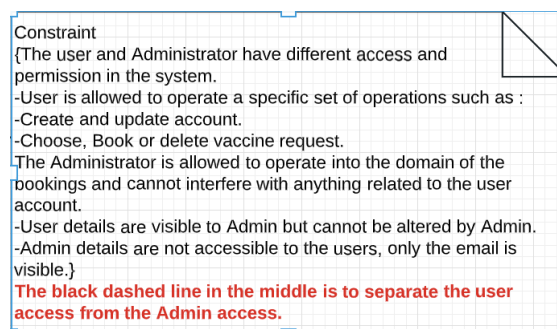 Constraint
{The user and Administrator have different access and
permission in the system.
-User is allowed to operate a specific set of operations such as :
-Create and update account.
-Choose, Book or delete vaccine request.
The Administrator is allowed to operate into the domain of the
bookings and cannot interfere with anything related to the user
account.
-User details are visible to Admin but cannot be altered by Admin.
-Admin details are not accessible to the users, only the email is
visible.}
The black dashed line in the middle is to separate the user
access from the Admin access.